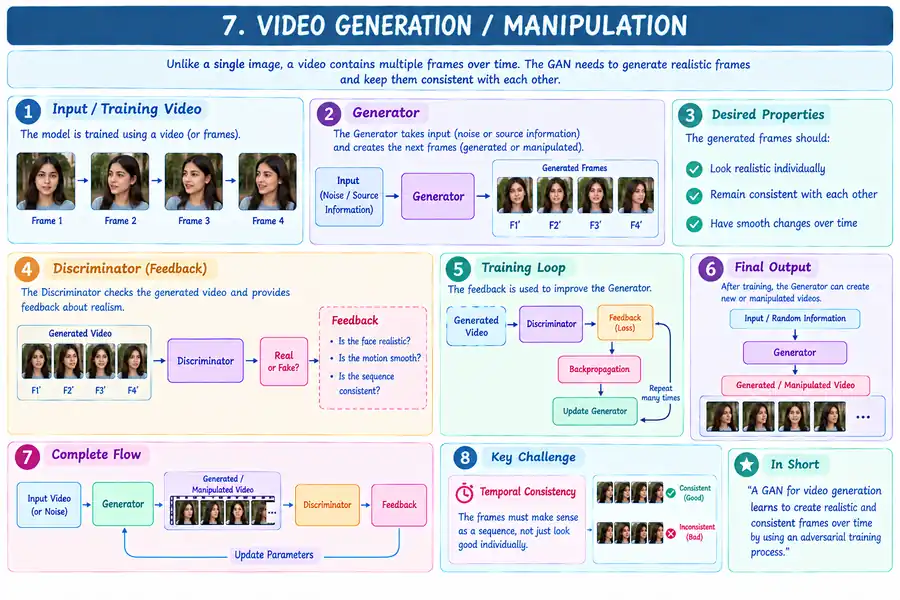 7. VIDEO GENERATION / MANIPULATION
Unlike a single image, a video contains multiple frames over time. The GAN needs to generate realistic frames
and keep them consistent with each other.
1 Input / Training Video
The model is trained using a video (or frames).
Frame 1 Frame 2 Frame 3 Frame 4
2 Generator
The Generator takes input (noise or source information)
and creates the next frames (generated or manipulated).
Input
(Noise / Source
Information)
Generator
Generated Frames
F1' F2' F3' F4'
3 Desired Properties
The generated frames should:
Look realistic individually
Remain consistent with each other
Have smooth changes over time
4 Discriminator (Feedback)
The Discriminator checks the generated video and provides
feedback about realism.
Generated Video
F1' F2' F3' F4'
Discriminator
Real
or Fake?
Feedback
• Is the face realistic?
• Is the motion smooth?
• Is the sequence
consistent?
5 Training Loop
The feedback is used to improve the Generator.
Generated
Video
Discriminator
Feedback
(Loss)
Backpropagation
Update Generator
Repeat
many times
6 Final Output
After training, the Generator can create
new or manipulated videos.
Input / Random Information
Generator
Generated / Manipulated Video
...
7 Complete Flow
Input Video
(or Noise)
Generator
Generated /
Manipulated Video
...
Discriminator
Feedback
Update Parameters
8 Key Challenge
Temporal Consistency
The frames must make sense
as a sequence, not just look
good individually.
Consistent
(Good)
Inconsistent
(Bad)
In Short
"A GAN for video generation
learns to create realistic and
consistent frames over time
by using an adversarial training
process."